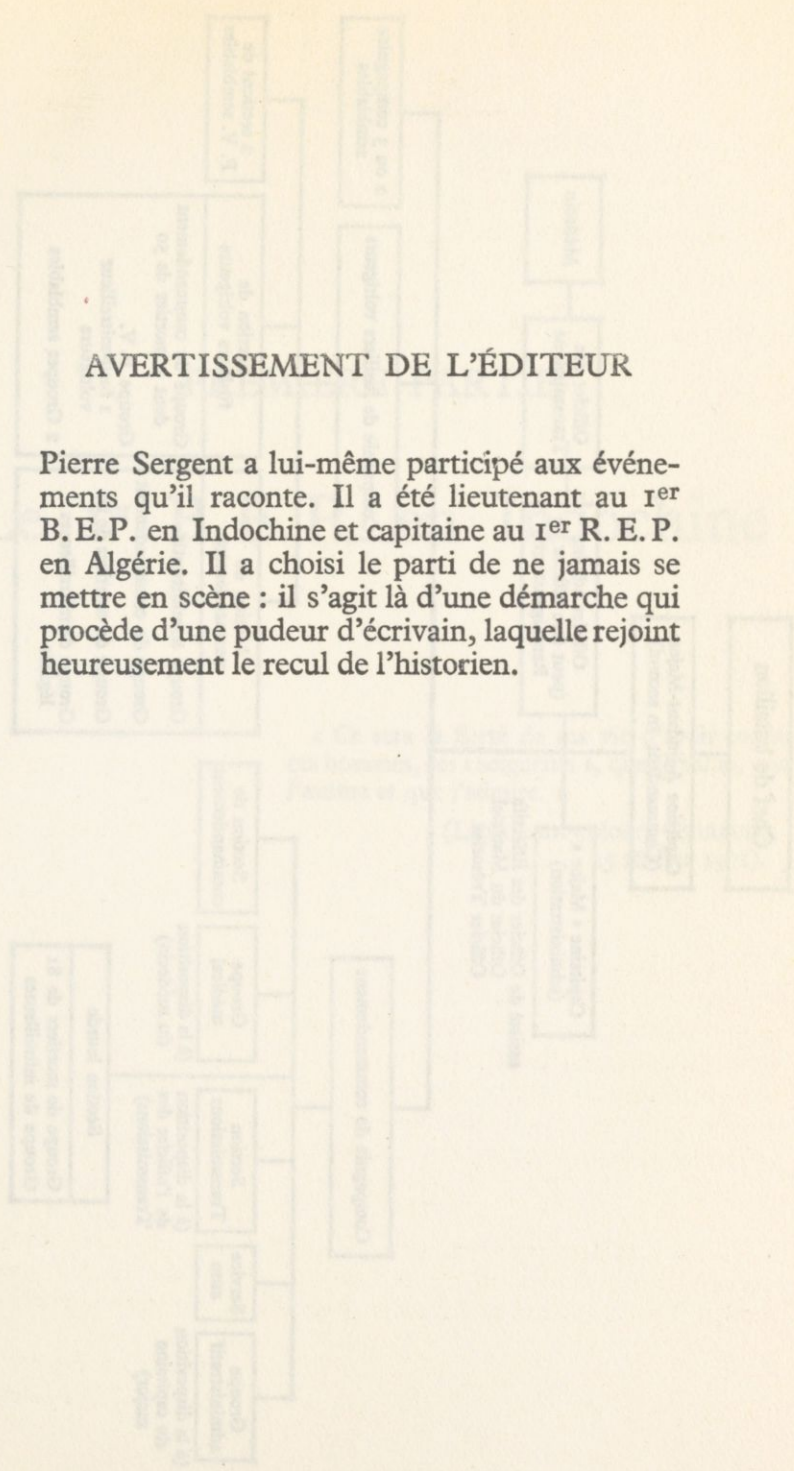 AVERTISSEMENT DE L'ÉDITEUR
Pierre Sergent a lui-même participé aux événe-
ments qu'il raconte. Il a été lieutenant au 1er
B. E. P. en Indochine et capitaine au 1er R. E. P.
en Algérie. Il a choisi le parti de ne jamais se
mettre en scène : il s'agit là d'une démarche qui
procède d'une pudeur d'écrivain, laquelle rejoint
heureusement le recul de l'historien.